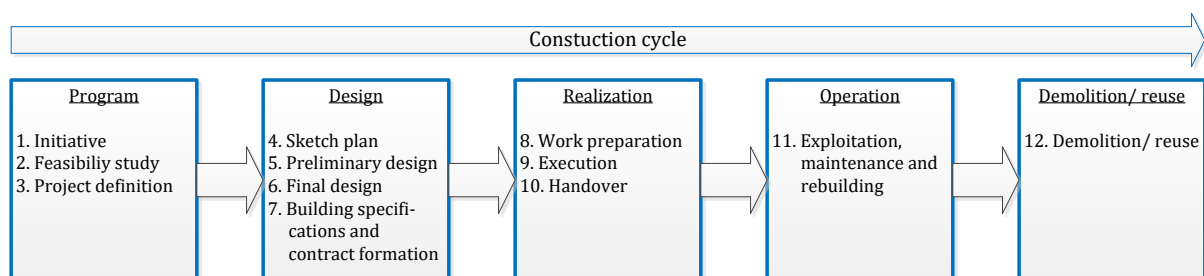 Constuction cycle
Program
1. Initiative
2. Feasibiliy study
3. Project definition
Design
4. Sketch plan
5. Preliminary design
6. Final design
7. Building specifi-
cations and
contract formation
Realization
8. Work preparation
9. Execution
10. Handover
Operation
11. Exploitation,
maintenance and
rebuilding
Demolition/ reuse
12. Demolition/ reuse